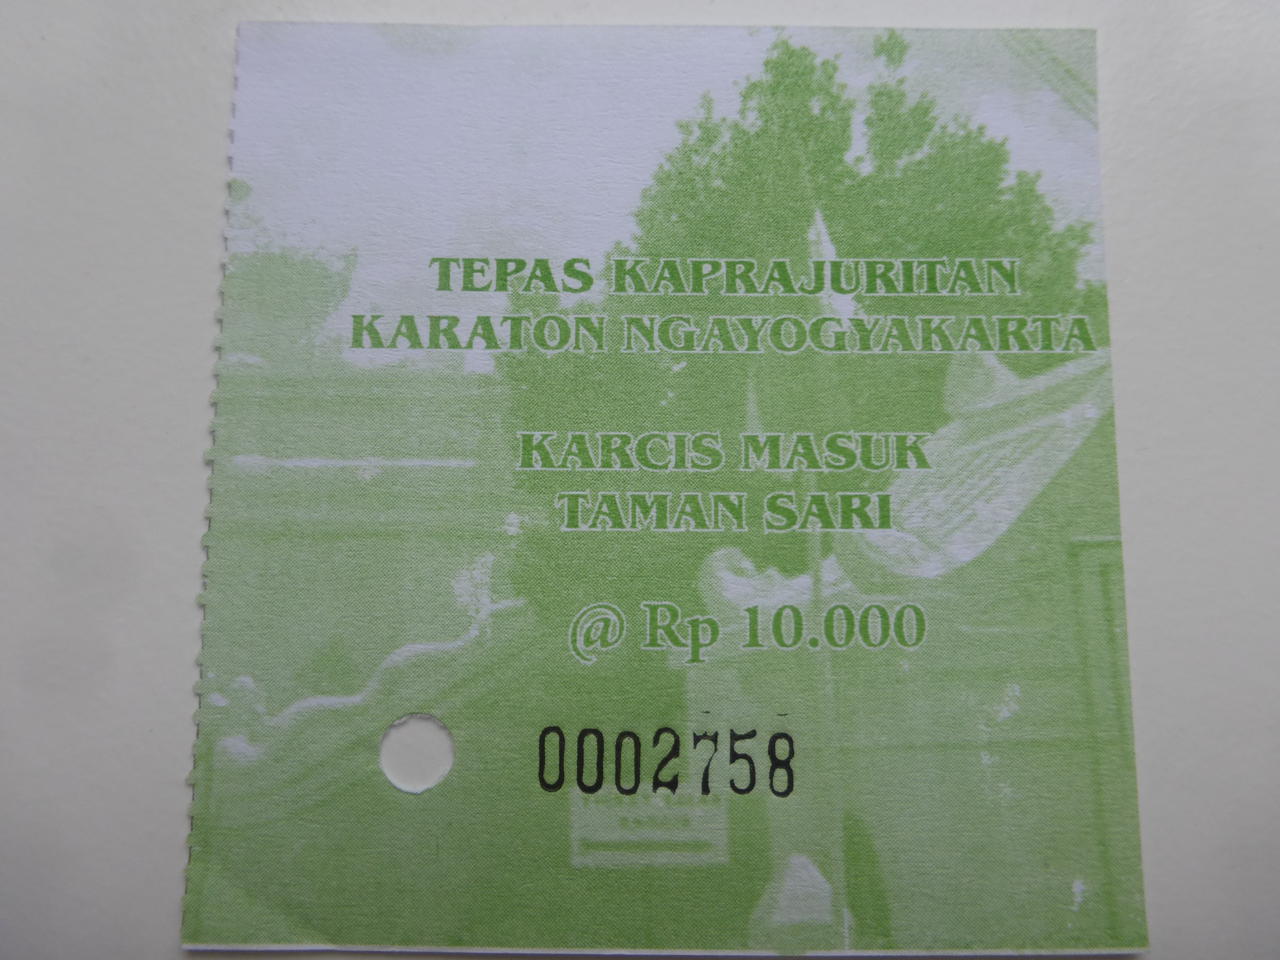 TEPAS KAPRAJURITAN
KARATON NGAYOGYAKARTA
KARCIS MASUK
TAMAN SARI
@ Rp 10.000
0002758